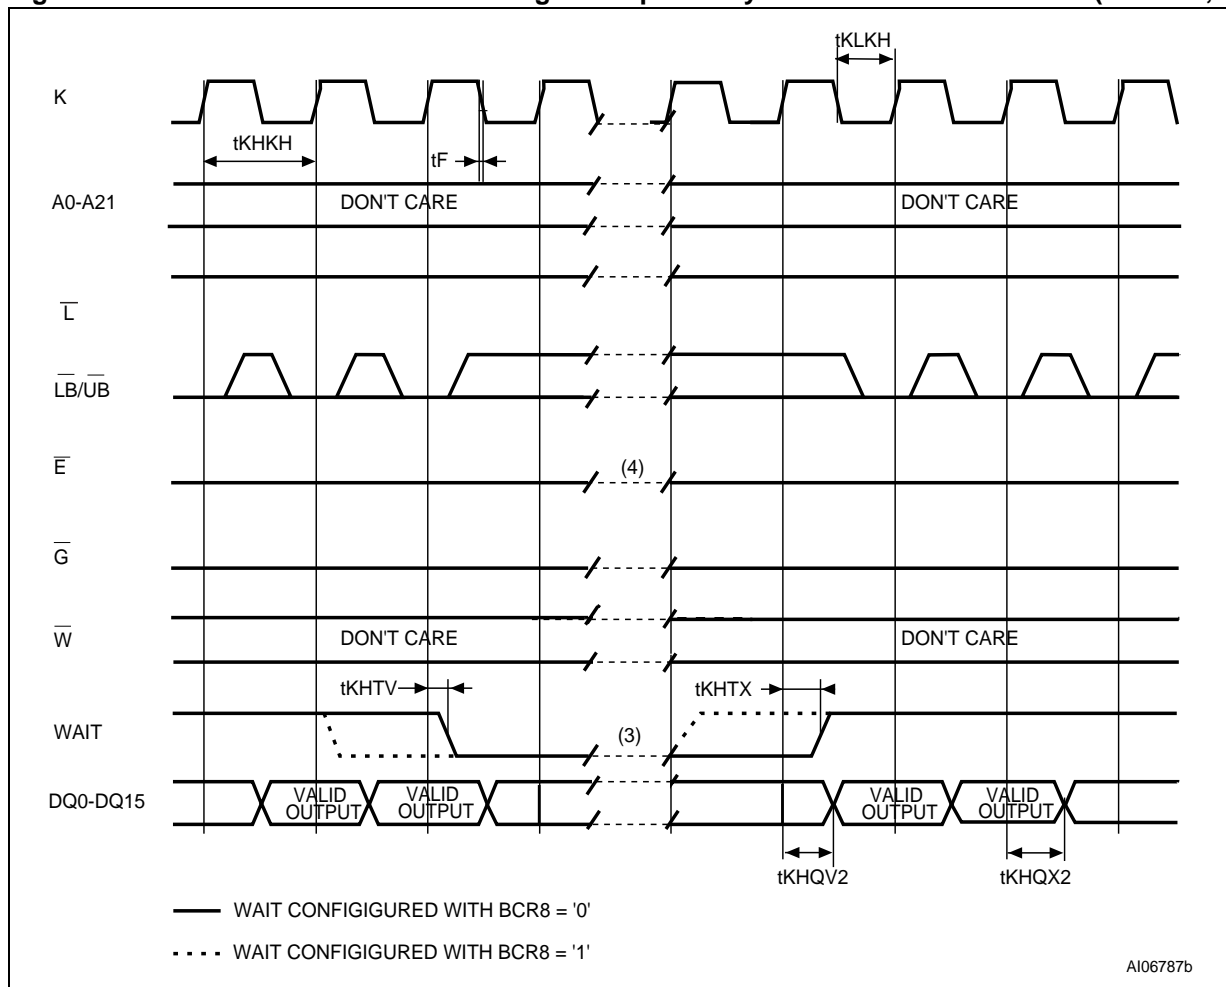 tKLKH
K
tKHKH
tF
A0-A21
DON'T CARE
DON'T CARE
L
LB/UB
E
(4)
G
W
DON'T CARE
DON'T CARE
tKHTV
tKHTX
WAIT
(3)
DQ0-DQ15
VALID OUTPUT
VALID OUTPUT
VALID OUTPUT
VALID OUTPUT
tKHQV2
tKHQX2
WAIT CONFIGIGURED WITH BCR8 = '0'
WAIT CONFIGIGURED WITH BCR8 = '1'
AI06787b